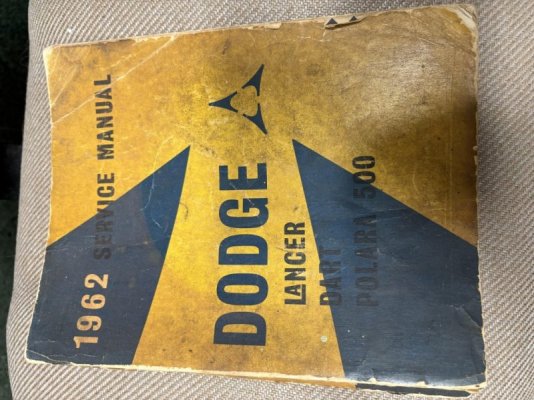 1962 SERVICE MANUAL
DODGE
LANCER
DART
POLARA/500